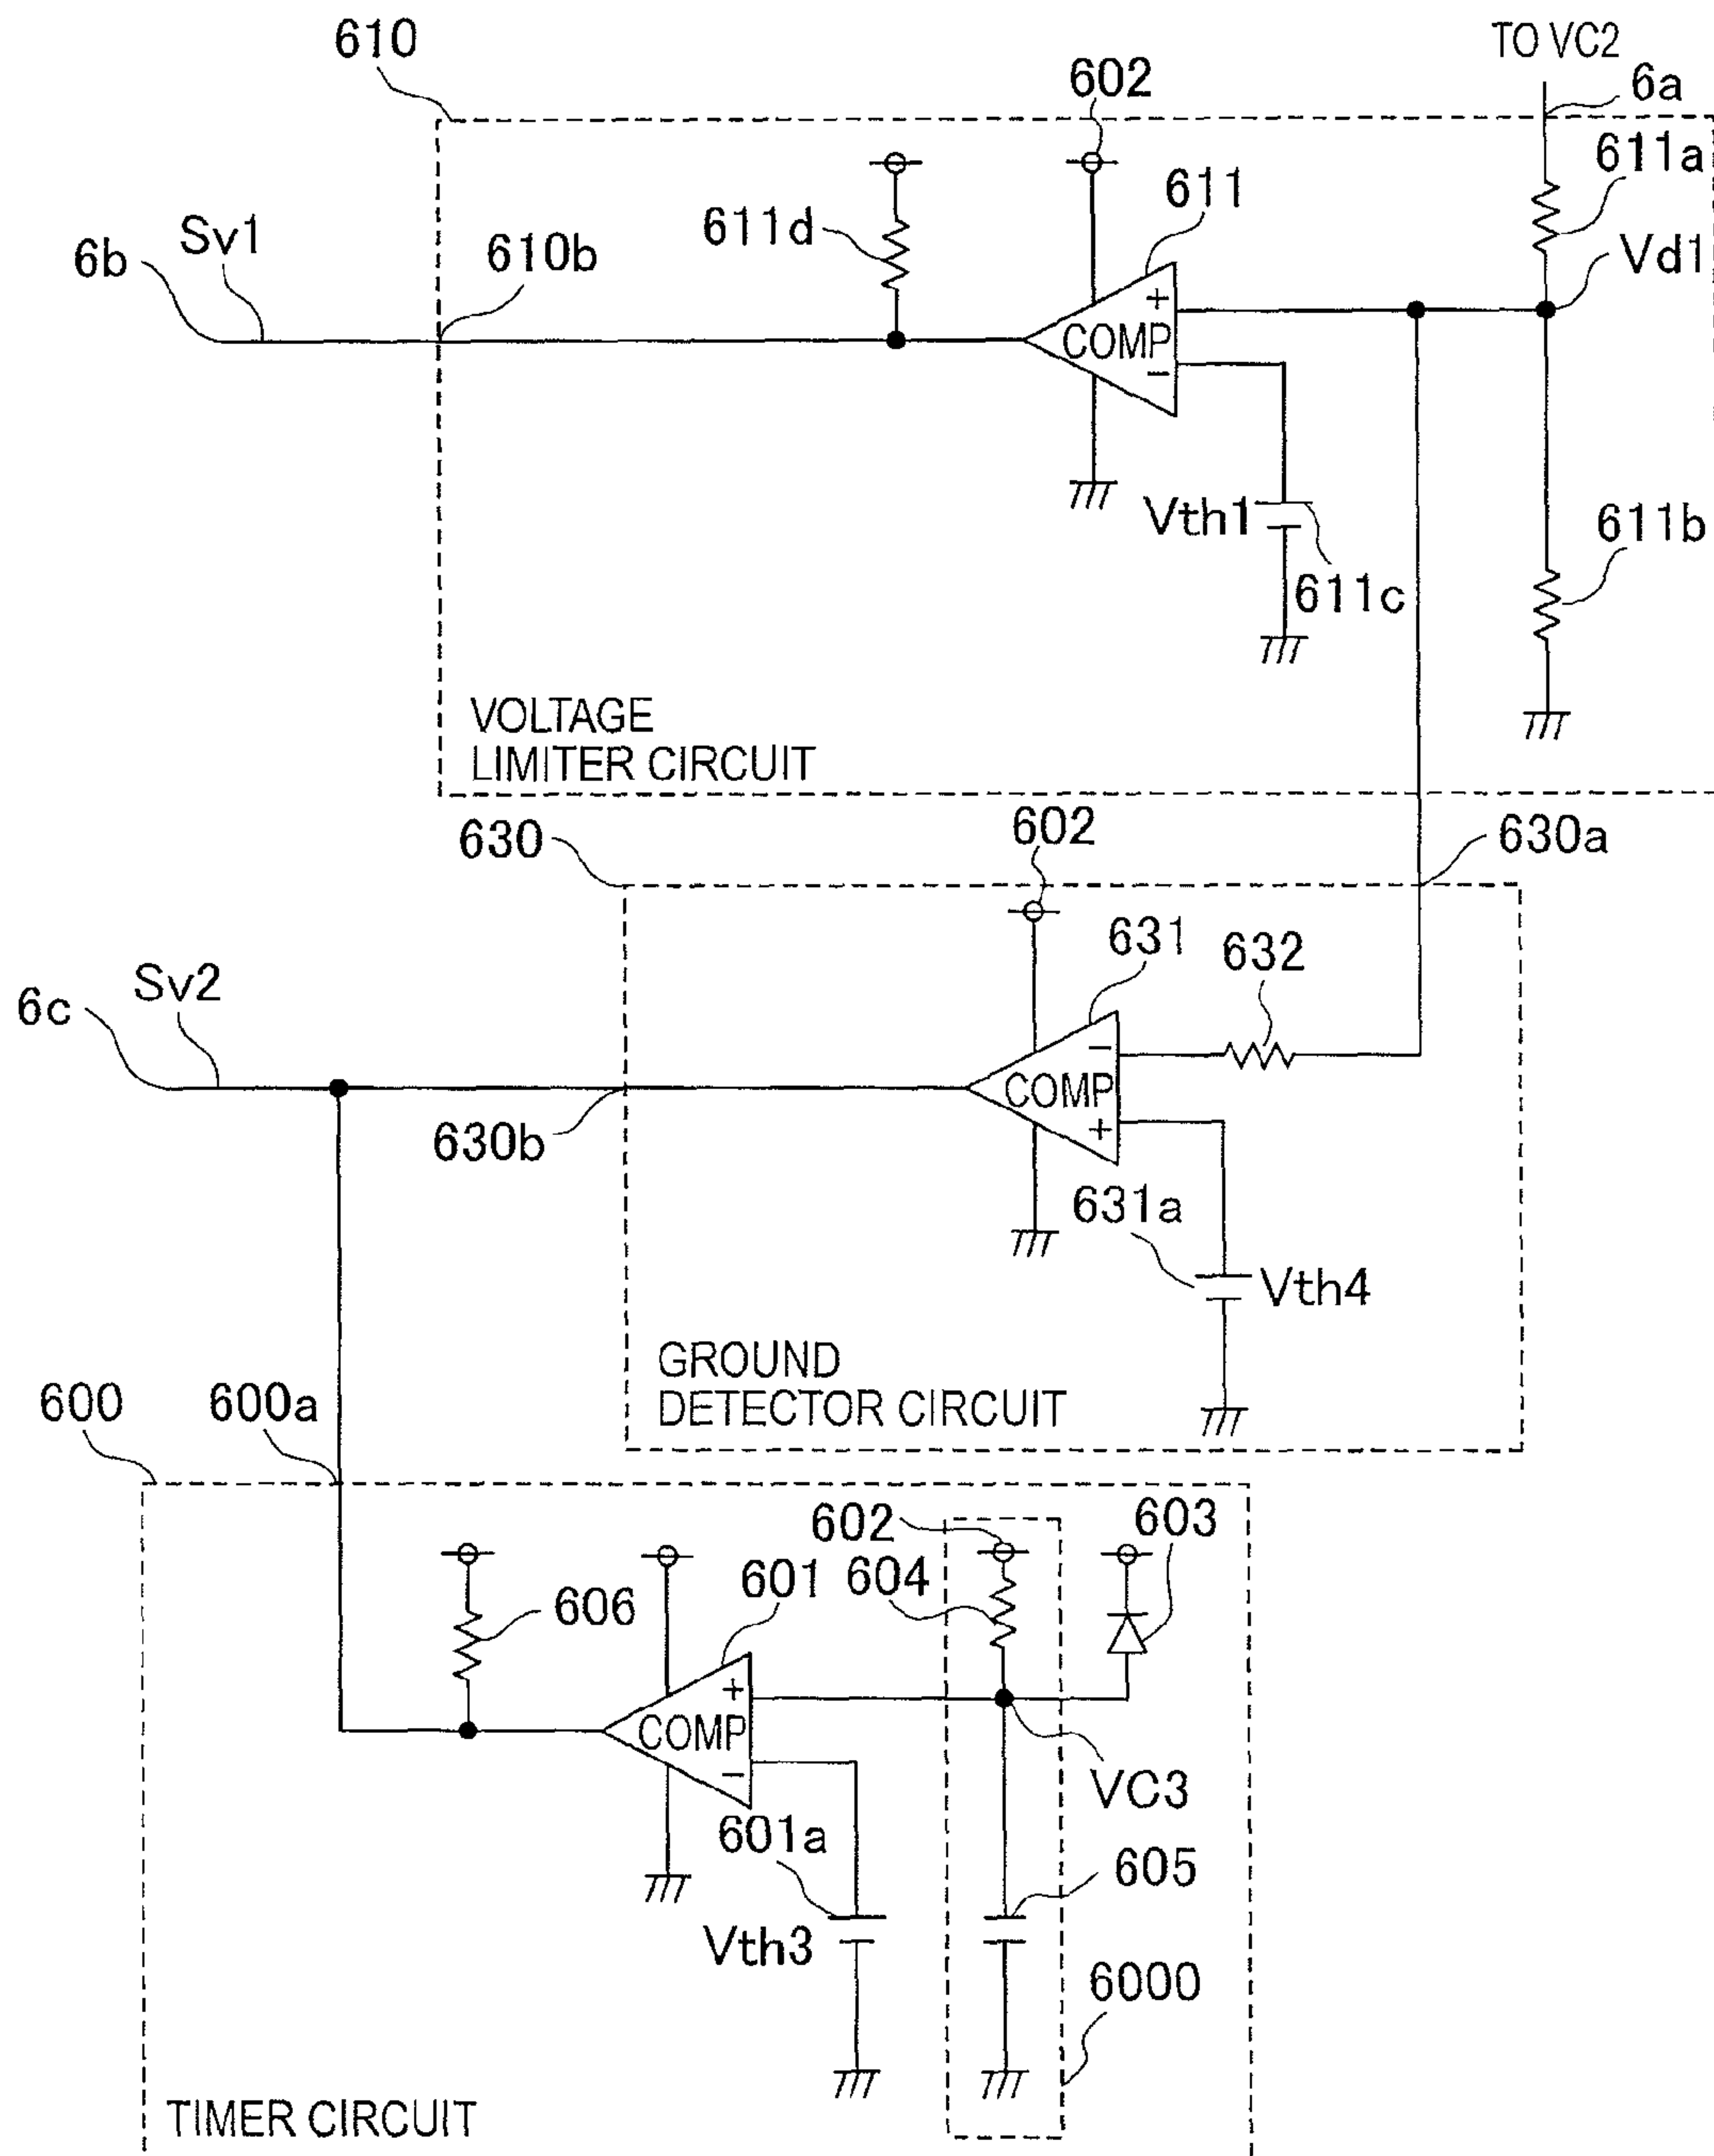 610
TO VC2
602
6a
611a
611
Sv1
611d
6b
610b
Vd1
+
COMP
−
Vth1
611b
611c
VOLTAGE
LIMITER CIRCUIT
630
602
630a
631
632
Sv2
6c
−
COMP
+
630b
631a
Vth4
GROUND
DETECTOR CIRCUIT
600
600a
602
603
601
604
606
+
COMP
−
VC3
601a
605
Vth3
6000
TIMER CIRCUIT